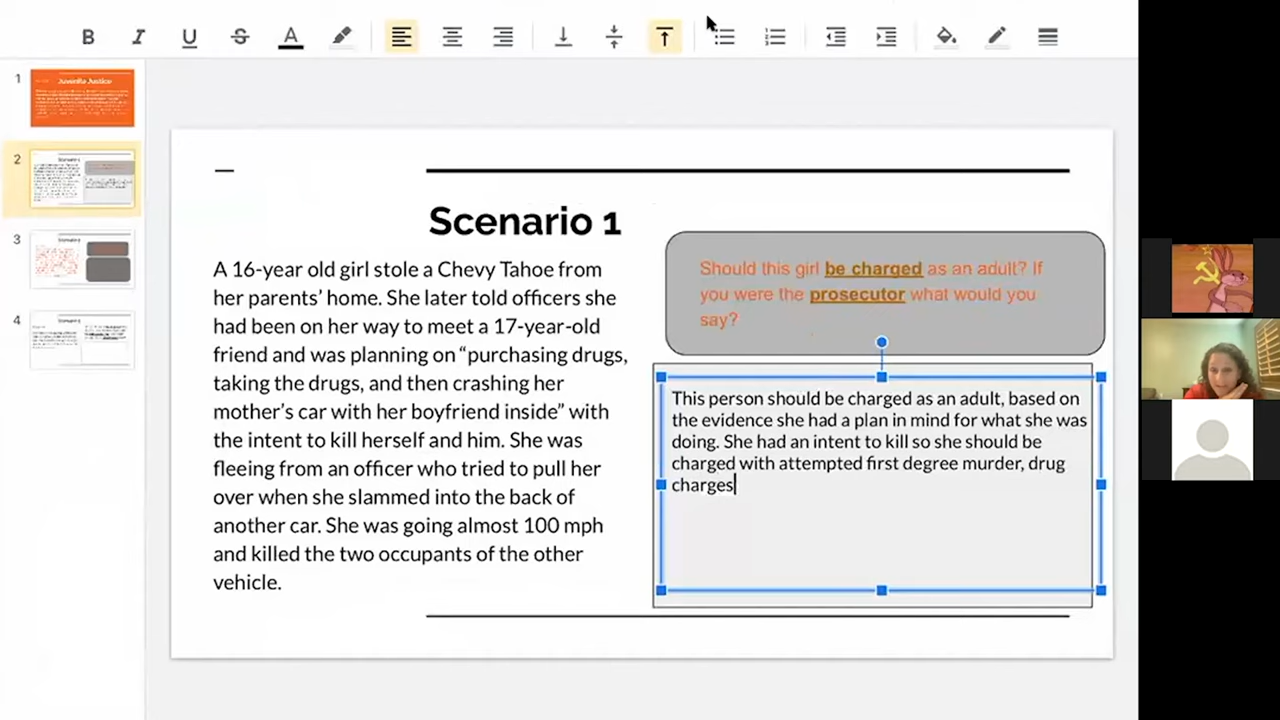 B I U S A
1
Juvenile Justice
2
3
4
Scenario 1
A 16-year old girl stole a Chevy Tahoe from
her parents’ home. She later told officers she
had been on her way to meet a 17-year-old
friend and was planning on “purchasing drugs,
taking the drugs, and then crashing her
mother’s car with her boyfriend inside” with
the intent to kill herself and him. She was
fleeing from an officer who tried to pull her
over when she slammed into the back of
another car. She was going almost 100 mph
and killed the two occupants of the other
vehicle.
Should this girl be charged as an adult? If
you were the prosecutor what would you
say?
This person should be charged as an adult, based on
the evidence she had a plan in mind for what she was
doing. She had an intent to kill so she should be
charged with attempted first degree murder, drug
charges